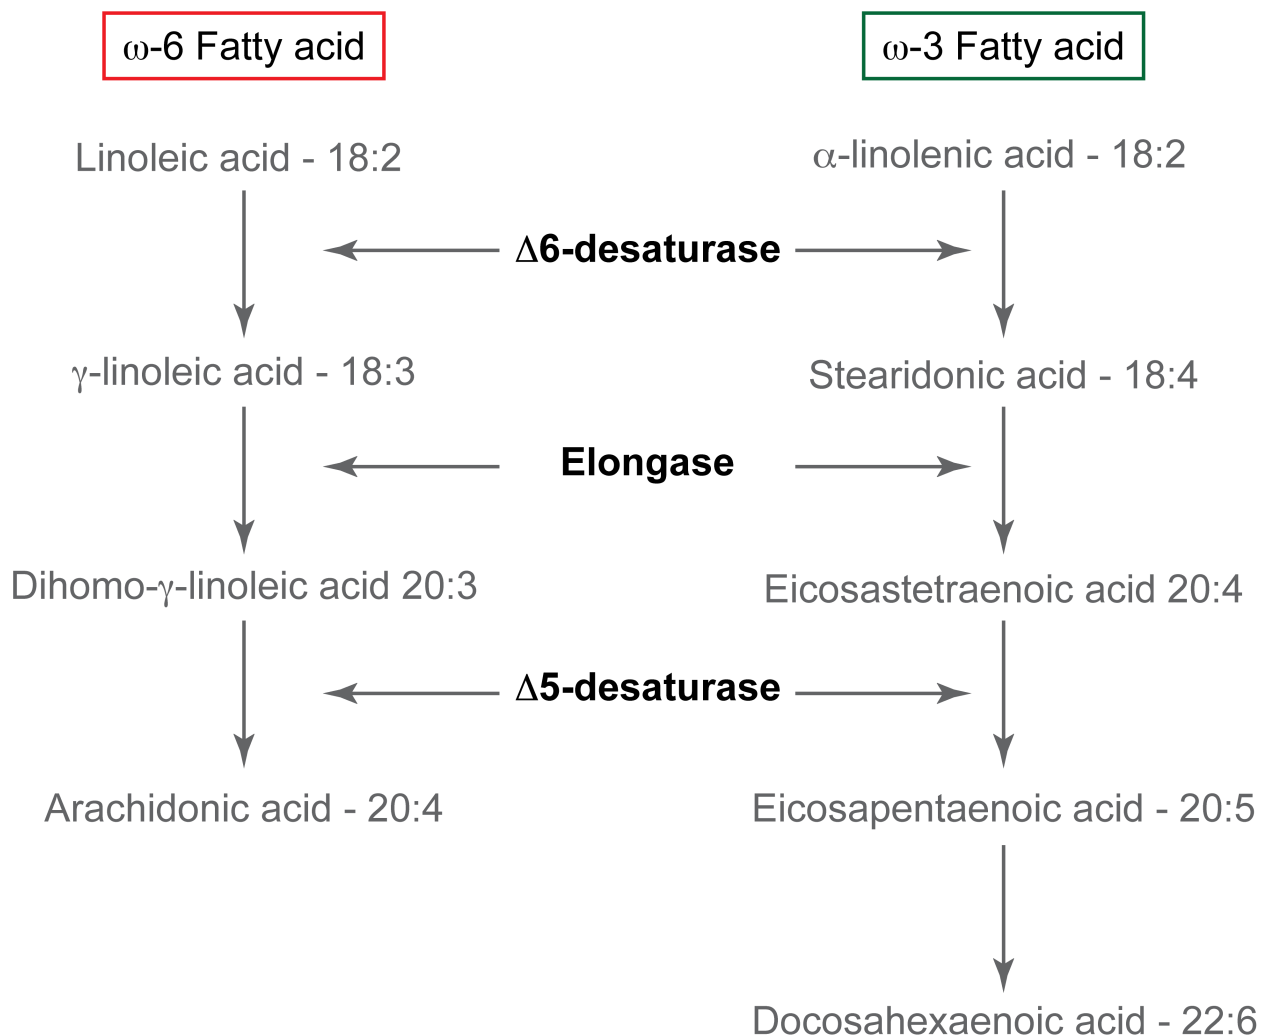 ω-6 Fatty acid
ω-3 Fatty acid
Linoleic acid - 18:2
α-linolenic acid - 18:2
Δ6-desaturase
γ-linoleic acid - 18:3
Stearidonic acid - 18:4
Elongase
Dihomo-γ-linoleic acid 20:3
Eicosastetraenoic acid 20:4
Δ5-desaturase
Arachidonic acid - 20:4
Eicosapentaenoic acid - 20:5
Docosahexaenoic acid - 22:6